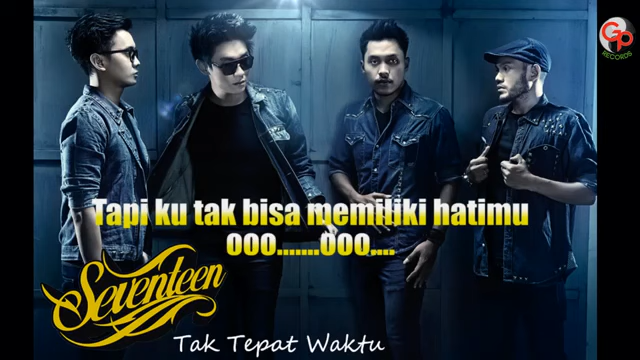 GP
RECORDS
Tapi ku tak bisa memiliki hatimu
OOO.......OOO....
Seventeen
Tak Tepat Waktu